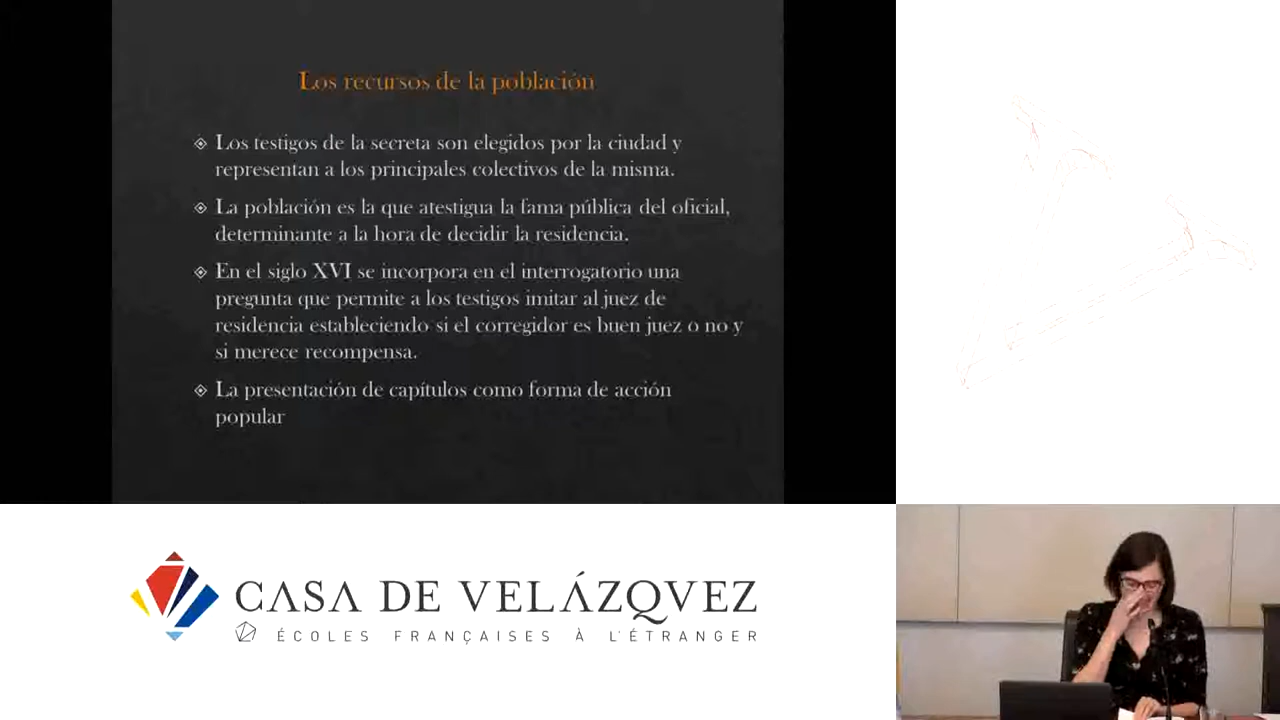 Los recursos de la población
Los testigos de la secreta son elegidos por la ciudad y
representan a los principales colectivos de la misma.
La población es la que atestigua la fama pública del oficial,
determinante a la hora de decidir la residencia.
En el siglo XVI se incorpora en el interrogatorio una
pregunta que permite a los testigos imitar al juez de
residencia estableciendo si el corregidor es buen juez o no y
si merece recompensa.
La presentación de capítulos como forma de acción
popular
CASA DE VELÁZQVEZ
ÉCOLES FRANÇAISES À L'ÉTRANGER